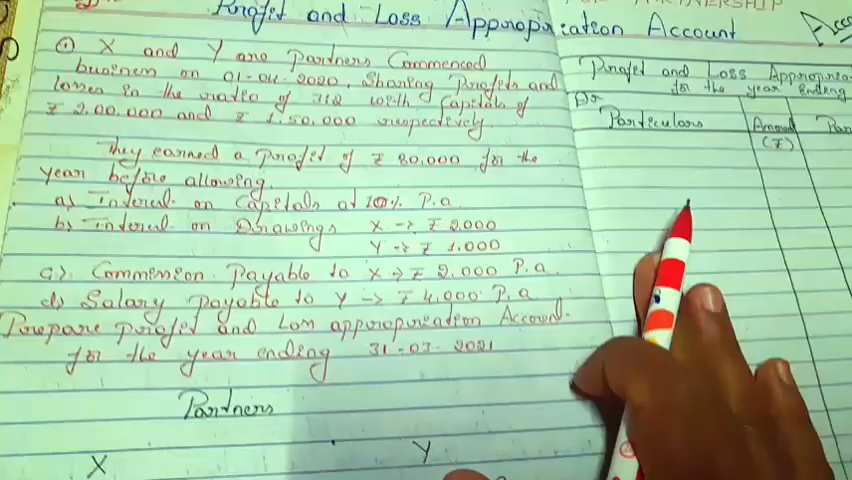 Profit and Loss Appropriation Account
① X and Y are Partners Commenced
business on 01-04-2020, Sharing Profits and
losses in the ratio of 3:2 with Capitals of
₹ 2,00,000 and ₹ 1,50,000 respectively.
They earned a profit of ₹ 80,000 for the
year before allowing.
a) Interest on Capitals at 10% P.a
b) Interest on Drawings X → ₹ 2,000
Y → ₹ 1,000
c) Commission Payable to X → ₹ 2,000 P.a
d) Salary payable to Y → ₹ 4,000 P.a
Prepare profit and Loss appropriation Account
for the year ending 31-03-2021
Partners
X Y
PARTNERSHIP
Profit and Loss Appropria
for the year ending
Dr
Particulars Amount
(₹)